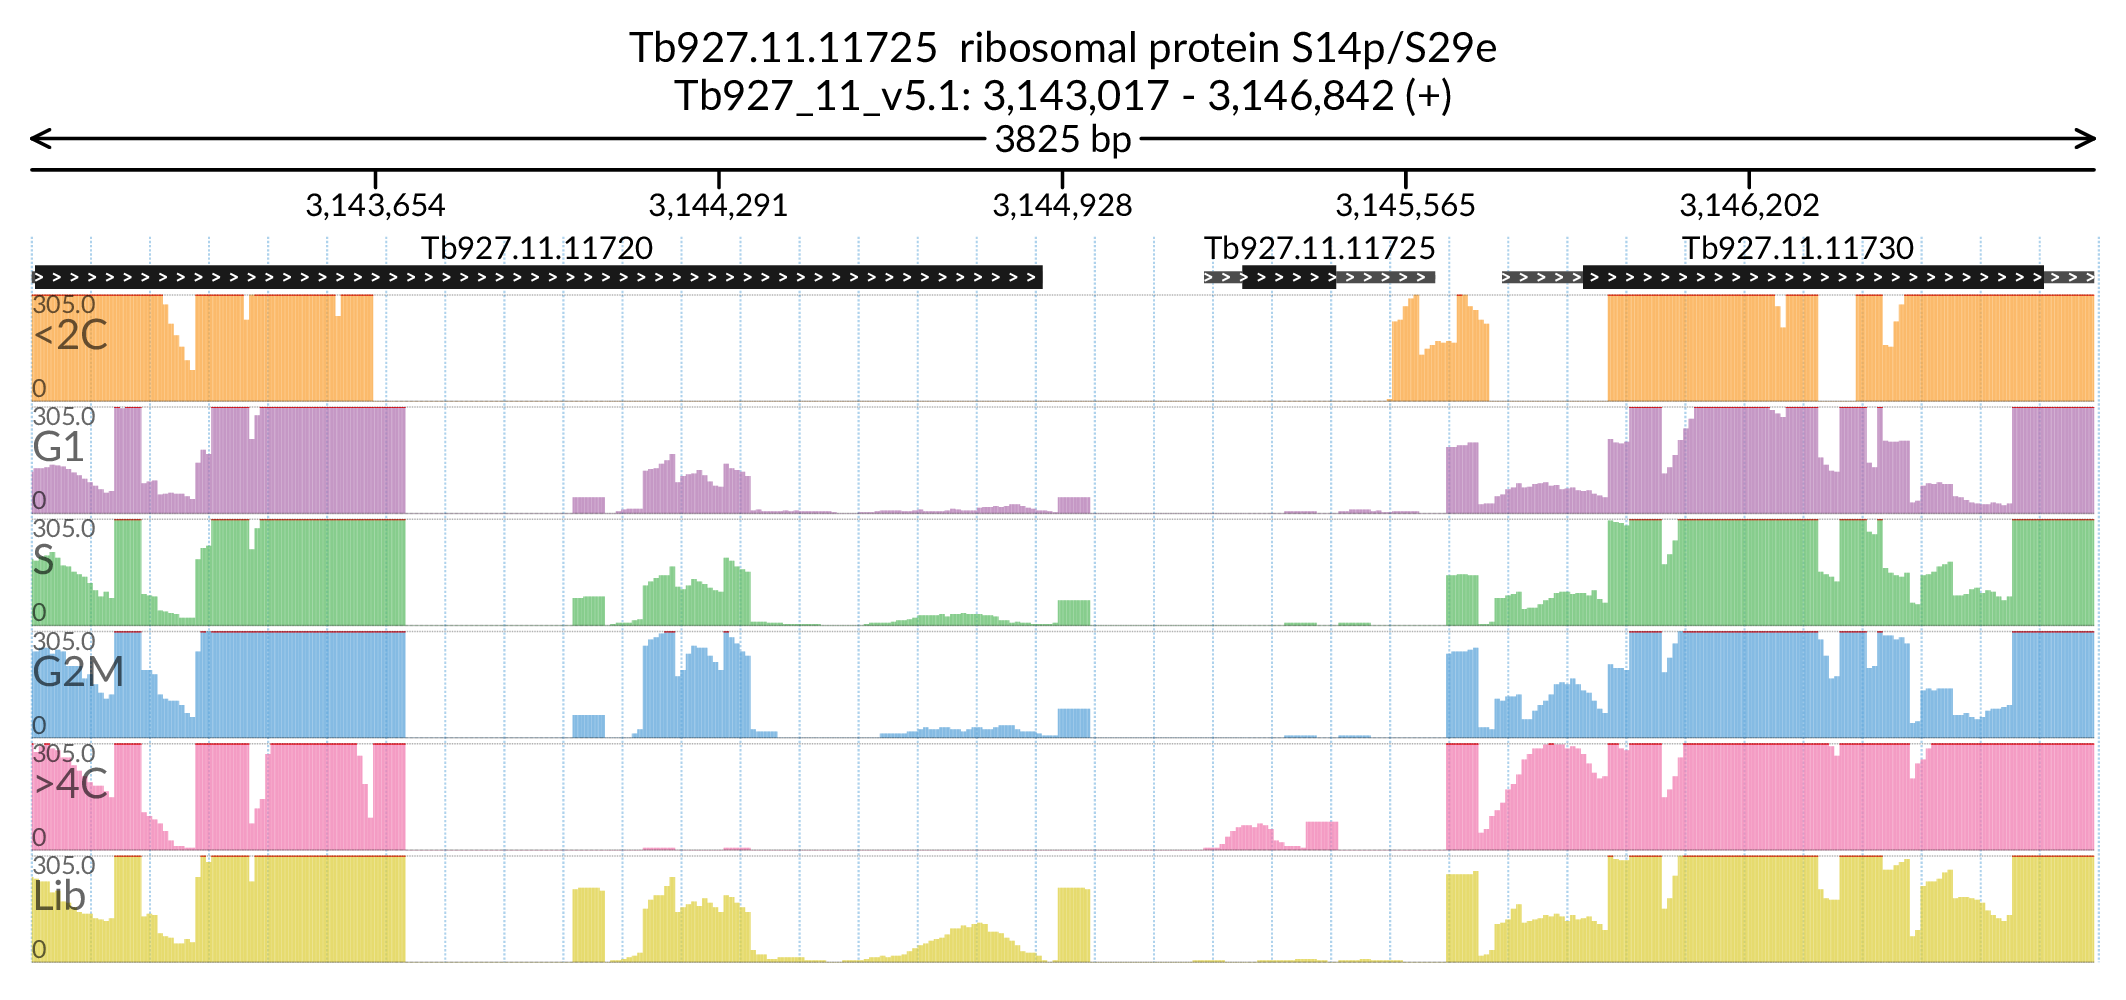 Tb927.11.11725  ribosomal protein S14p/S29e
Tb927_11_v5.1: 3,143,017 - 3,146,842 (+)
3825 bp
3,143,654 3,144,291 3,144,928 3,145,565 3,146,202
Tb927.11.11720 Tb927.11.11725 Tb927.11.11730
305.0
<2C
0
305.0
G1
0
305.0
S
0
305.0
G2M
0
305.0
>4C
0
305.0
Lib
0